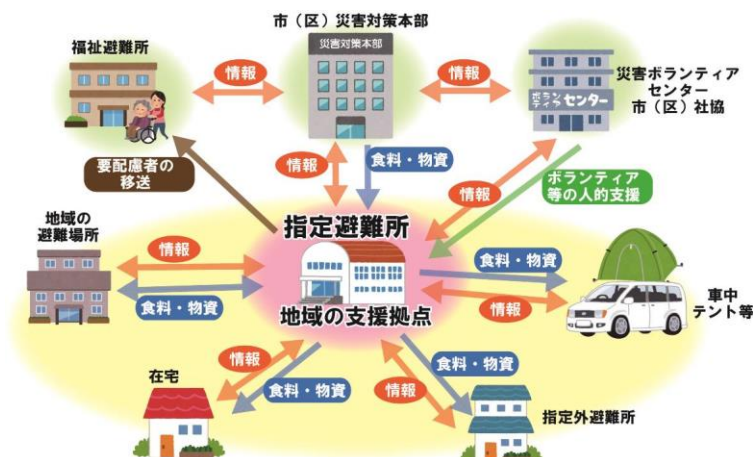 市（区）災害対策本部
福祉避難所
災害対策本部
情報
情報
災害ボランティア
センター
市（区）社協
ボラン
ティア センター
要配慮者の
移送
情報
食料・物資
情報
ボランティア
等の人的支援
地域の
避難場所
情報
食料・物資
指定避難所
地域の支援拠点
食料・物資
情報
車中
テント等
在宅
情報
食料・物資
食料・物資
情報
指定外避難所